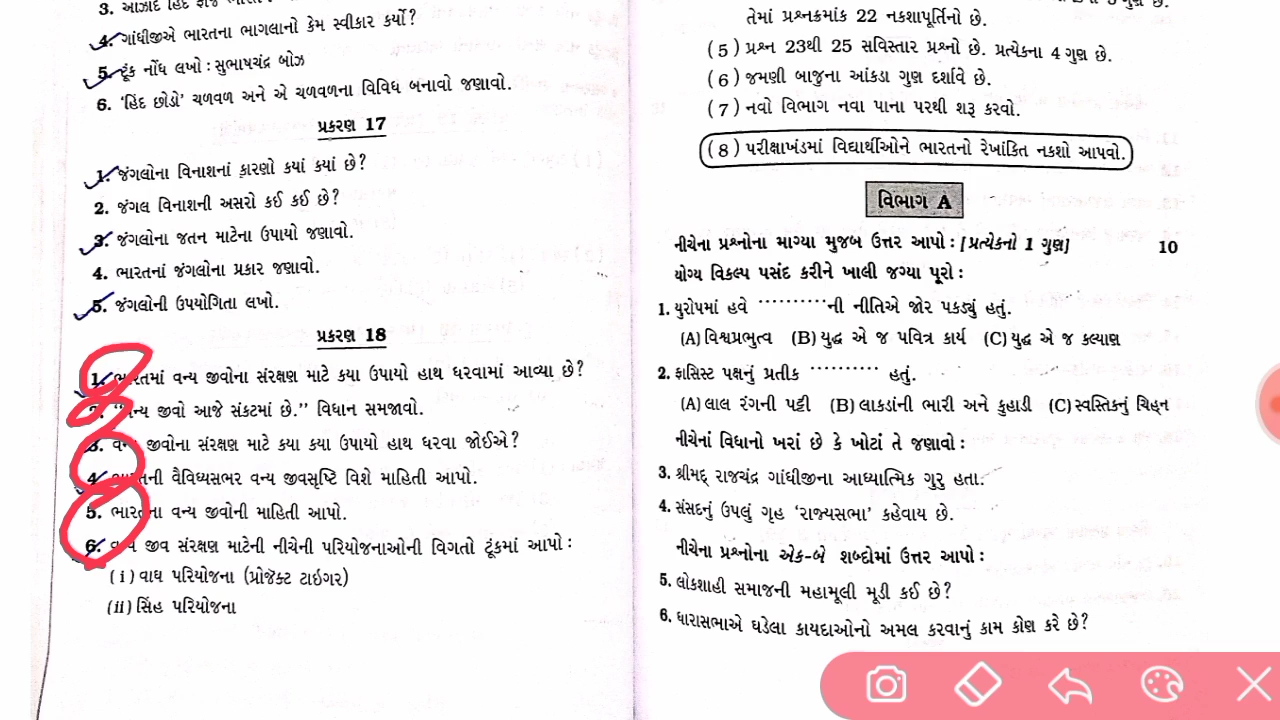 3. આઝાદ હિંદ
4. ગાંધીજીએ ભારતના ભાગલાનો કેમ સ્વીકાર કર્યો?
5. ટૂંક નોંધ લખો : સુભાષચંદ્ર બોઝ
6. 'હિંદ છોડો' ચળવળ અને એ ચળવળના વિવિધ બનાવો જણાવો.
પ્રકરણ 17
1. જંગલોના વિનાશનાં કારણો કયાં કયાં છે?
2. જંગલ વિનાશની અસરો કઈ કઈ છે?
3. જંગલોના જતન માટેના ઉપાયો જણાવો.
4. ભારતનાં જંગલોના પ્રકાર જણાવો.
5. જંગલોની ઉપયોગિતા લખો.
પ્રકરણ 18
1. ભારતમાં વન્ય જીવોના સંરક્ષણ માટે કયા ઉપાયો હાથ ધરવામાં આવ્યા છે?
2. "વન્ય જીવો આજે સંકટમાં છે." વિધાન સમજાવો.
3. વન્ય જીવોના સંરક્ષણ માટે કયા કયા ઉપાયો હાથ ધરવા જોઈએ?
4. ભારતની વૈવિધ્યસભર વન્ય જીવસૃષ્ટિ વિશે માહિતી આપો.
5. ભારતના વન્ય જીવોની માહિતી આપો.
6. વન્ય જીવ સંરક્ષણ માટેની નીચેની પરિયોજનાઓની વિગતો ટૂંકમાં આપો :
(i) વાઘ પરિયોજના (પ્રોજૅક્ટ ટાઇગર)
(ii) સિંહ પરિયોજના
ગુણ છે.
તેમાં પ્રશ્નક્રમાંક 22 નકશાપૂર્તિનો છે.
(5) પ્રશ્ન 23થી 25 સવિસ્તાર પ્રશ્નો છે. પ્રત્યેકના 4 ગુણ છે.
(6) જમણી બાજુના આંકડા ગુણ દર્શાવે છે.
(7) નવો વિભાગ નવા પાના પરથી શરૂ કરવો.
(8) પરીક્ષાખંડમાં વિદ્યાર્થીઓને ભારતનો રેખાંકિત નકશો આપવો.
વિભાગ A
નીચેના પ્રશ્નોના માગ્યા મુજબ ઉત્તર આપો : [પ્રત્યેકનો 1 ગુણ] 10
યોગ્ય વિકલ્પ પસંદ કરીને ખાલી જગ્યા પૂરો :
1. યુરોપમાં હવે ..........ની નીતિએ જોર પકડ્યું હતું.
(A) વિશ્વપ્રભુત્વ (B) યુદ્ધ એ જ પવિત્ર કાર્ય (C) યુદ્ધ એ જ કલ્યાણ
2. ફાસિસ્ટ પક્ષનું પ્રતીક .......... હતું.
(A) લાલ રંગની પટ્ટી (B) લાકડાંની ભારી અને કુહાડી (C) સ્વસ્તિકનું ચિહ્ન
નીચેનાં વિધાનો ખરાં છે કે ખોટાં તે જણાવો :
3. શ્રીમદ્ રાજચંદ્ર ગાંધીજીના આધ્યાત્મિક ગુરુ હતા.
4. સંસદનું ઉપલું ગૃહ 'રાજ્યસભા' કહેવાય છે.
નીચેના પ્રશ્નોના એક-બે શબ્દોમાં ઉત્તર આપો :
5. લોકશાહી સમાજની મહામૂલી મૂડી કઈ છે?
6. ધારાસભાએ ઘડેલા કાયદાઓનો અમલ કરવાનું કામ કોણ કરે છે?